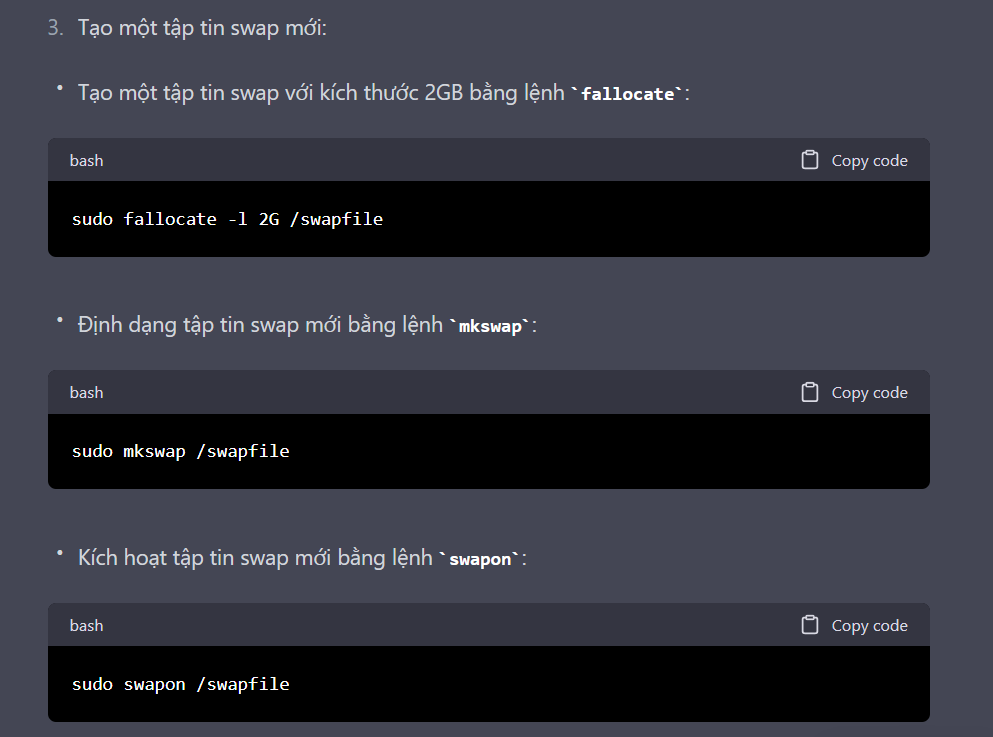 3. Tạo một tập tin swap mới:
• Tạo một tập tin swap với kích thước 2GB bằng lệnh `fallocate`:
bash Copy code
sudo fallocate -l 2G /swapfile
• Định dạng tập tin swap mới bằng lệnh `mkswap`:
bash Copy code
sudo mkswap /swapfile
• Kích hoạt tập tin swap mới bằng lệnh `swapon`:
bash Copy code
sudo swapon /swapfile